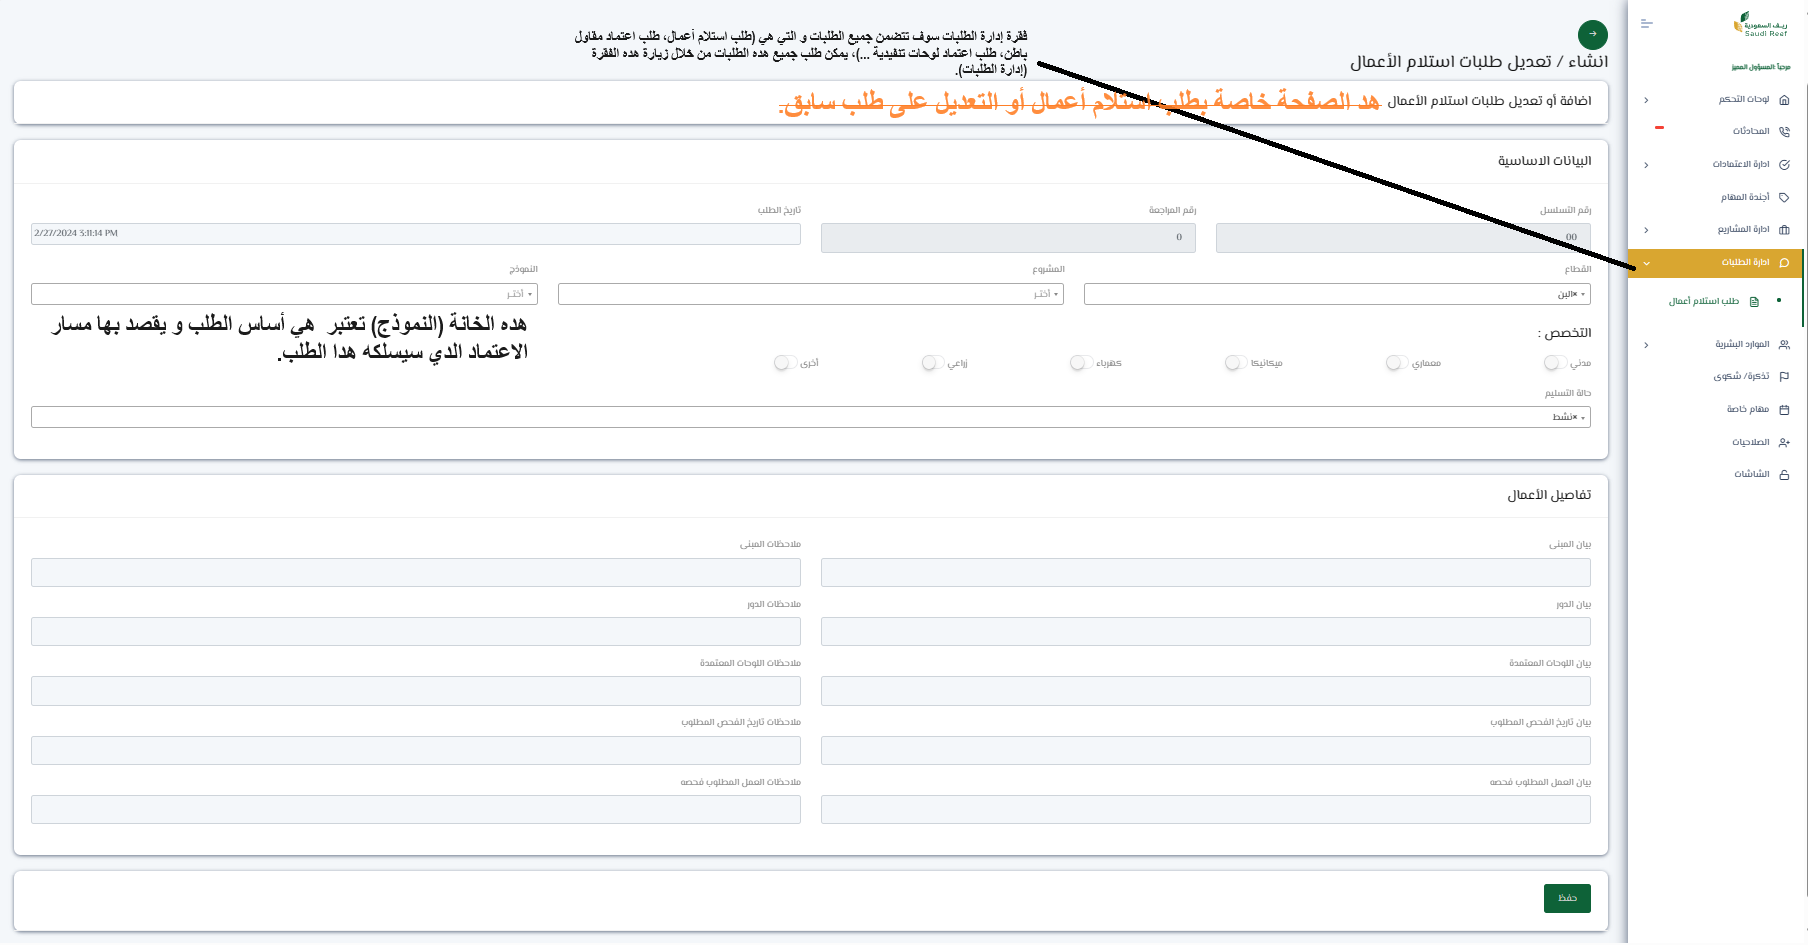 ريـف السعودية
Saudi Reef
مرحباً المسؤول المميز
لوحات التحكم
المحادثات
ادارة الاعتمادات
أجندة المهام
ادارة المشاريع
ادارة الطلبات
طلب استلام أعمال
الموارد البشرية
تذكرة/ شكوى
مهام خاصة
الصلاحيات
الشاشات
فقرة إدارة الطلبات سوف تتضمن جميع الطلبات و التي هي (طلب استلام أعمال، طلب اعتماد مقاول
باطن، طلب اعتماد لوحات تنفيدية ...)، يمكن طلب جميع هده الطلبات من خلال زيارة هده الفقرة
(إدارة الطلبات).
انشاء / تعديل طلبات استلام الأعمال
اضافة أو تعديل طلبات استلام الأعمال
هد الصفحة خاصة بطلب استلام أعمال أو التعديل على طلب سابق.
البيانات الاساسية
رقم التسلسل
رقم المراجعة
تاريخ الطلب
00
0
2/27/2024 3:11:14 PM
القطاع
المشروع
النموذج
×البن
أختـر
أختـر
هده الخانة (النموذج) تعتبر هي أساس الطلب و يقصد بها مسار
الاعتماد الدي سيسلكه هدا الطلب.
التخصص :
مدني
معماري
ميكانيكا
كهرباء
زراعي
أخرى
حالة التسليم
×نشط
تفاصيل الأعمال
بيان المبنى
ملاحظات المبنى
بيان الدور
ملاحظات الدور
بيان اللوحات المعتمدة
ملاحظات اللوحات المعتمدة
بيان تاريخ الفحص المطلوب
ملاحظات تاريخ الفحص المطلوب
بيان العمل المطلوب فحصه
ملاحظات العمل المطلوب فحصه
حفظ